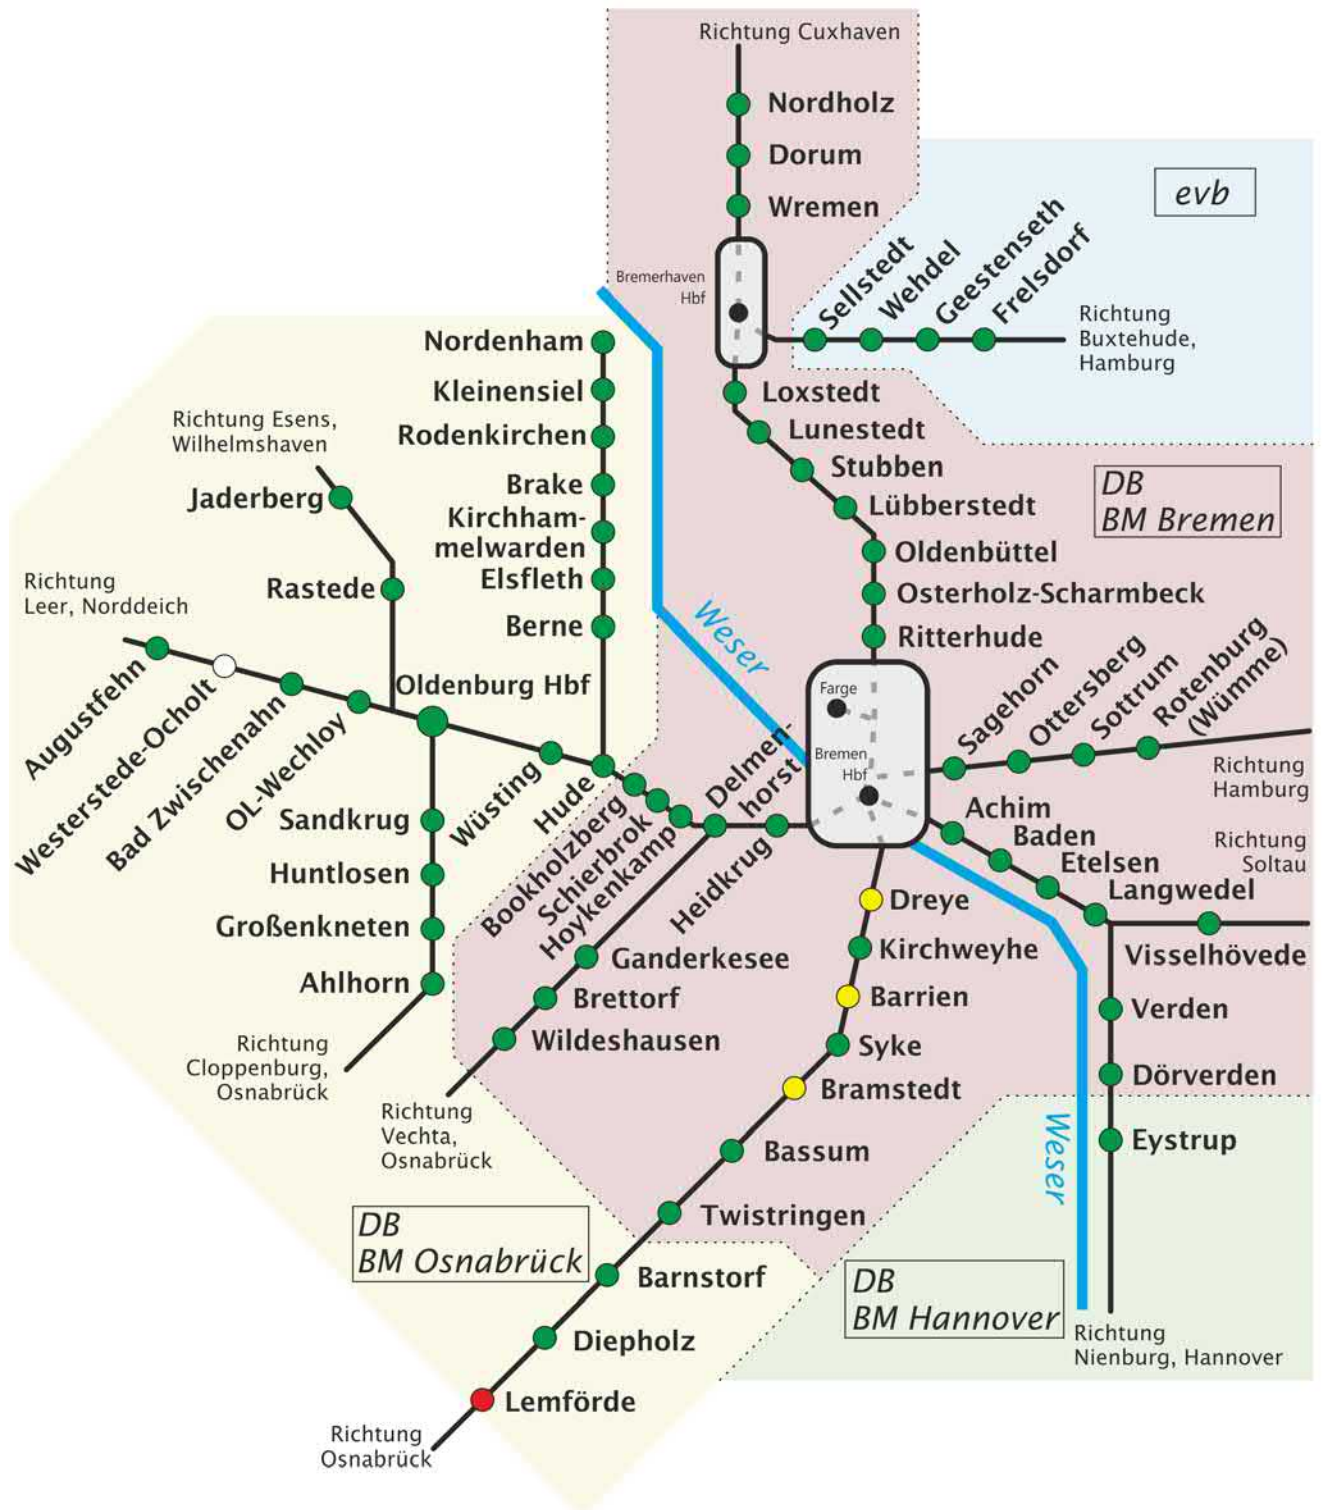 Richtung Cuxhaven
Nordholz
Dorum
Wremen
evb
Bremerhaven
Hbf
Sellstedt
Wehdel
Geestenseth
Frelsdorf
Richtung
Buxtehude,
Hamburg
Nordenham
Kleinensiel
Rodenkirchen
Brake
Kirchham-
melwarden
Elsfleth
Berne
Richtung Esens,
Wilhelmshaven
Jaderberg
Rastede
Richtung
Leer, Norddeich
Loxstedt
Lunestedt
Stubben
Lübberstedt
Oldenbüttel
Osterholz-Scharmbeck
Ritterhude
DB
BM Bremen
Weser
Augustfehn
Westerstede-Ocholt
Bad Zwischenahn
OL-Wechloy
Oldenburg Hbf
Wüsting
Hude
Bookholzberg
Schierbrok
Hoykenkamp
Delmen-
horst
Heidkrug
Farge
Bremen
Hbf
Sagehorn
Ottersberg
Sottrum
Rotenburg
(Wümme)
Richtung
Hamburg
Achim
Baden
Etelsen
Langwedel
Richtung
Soltau
Visselhövede
Verden
Dörverden
Eystrup
Sandkrug
Huntlosen
Großenkneten
Ahlhorn
Richtung
Cloppenburg,
Osnabrück
Ganderkesee
Brettorf
Wildeshausen
Richtung
Vechta,
Osnabrück
Dreye
Kirchweyhe
Barrien
Syke
Bramstedt
Bassum
Twistringen
Barnstorf
Diepholz
Lemförde
Richtung
Osnabrück
DB
BM Osnabrück
DB
BM Hannover
Weser
Richtung
Nienburg, Hannover